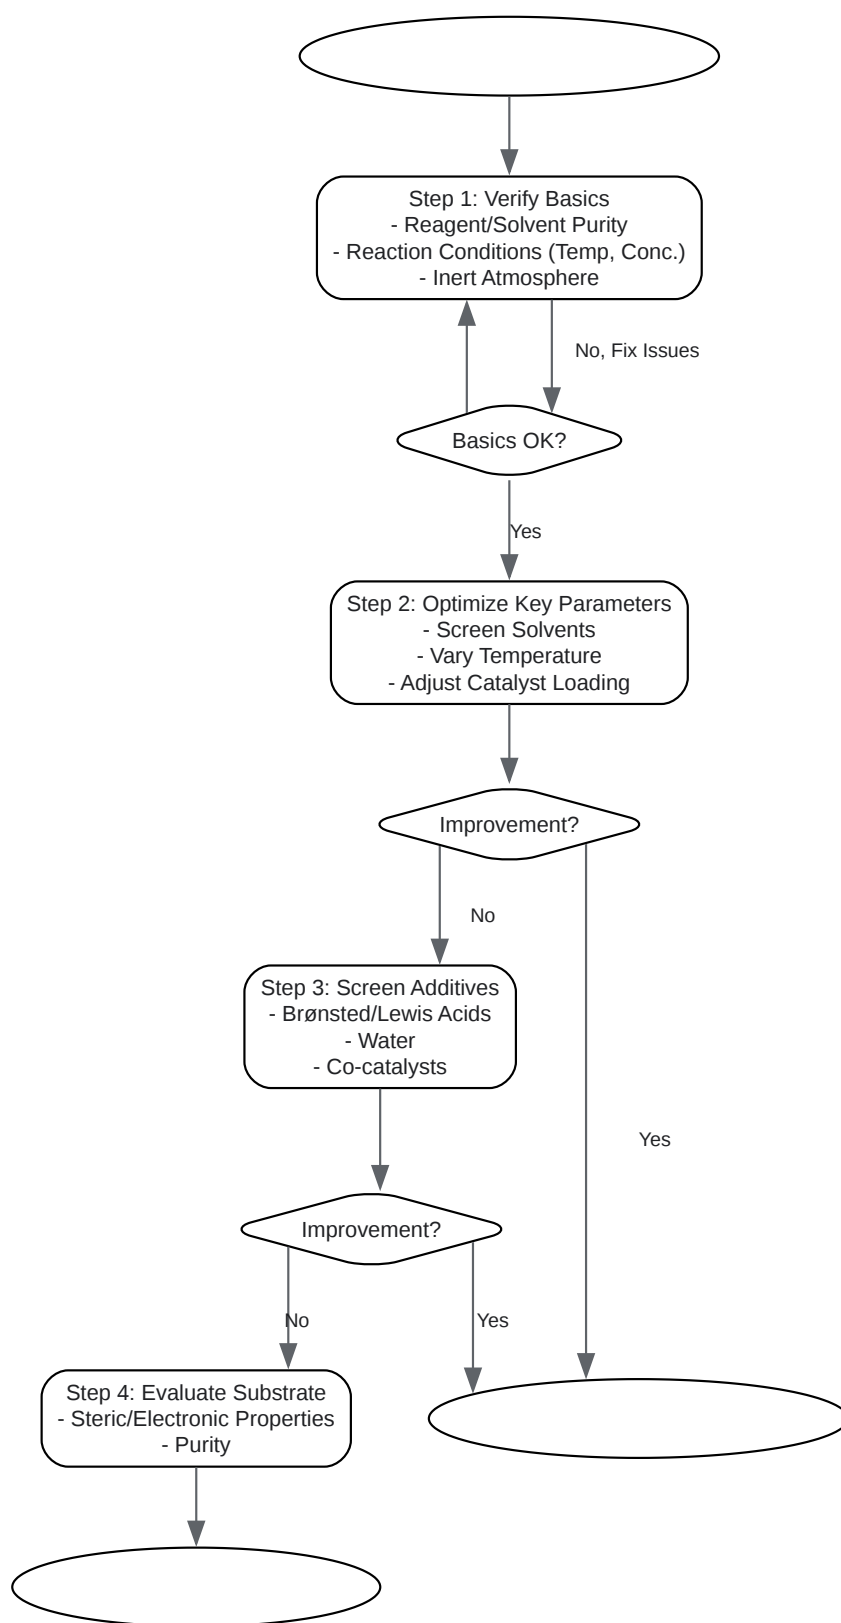 Step 1: Verify Basics
- Reagent/Solvent Purity
- Reaction Conditions (Temp, Conc.)
- Inert Atmosphere
No, Fix Issues
Basics OK?
Yes
Step 2: Optimize Key Parameters
- Screen Solvents
- Vary Temperature
- Adjust Catalyst Loading
Improvement?
No
Step 3: Screen Additives
- Brønsted/Lewis Acids
- Water
- Co-catalysts
Yes
Improvement?
No
Yes
Step 4: Evaluate Substrate
- Steric/Electronic Properties
- Purity